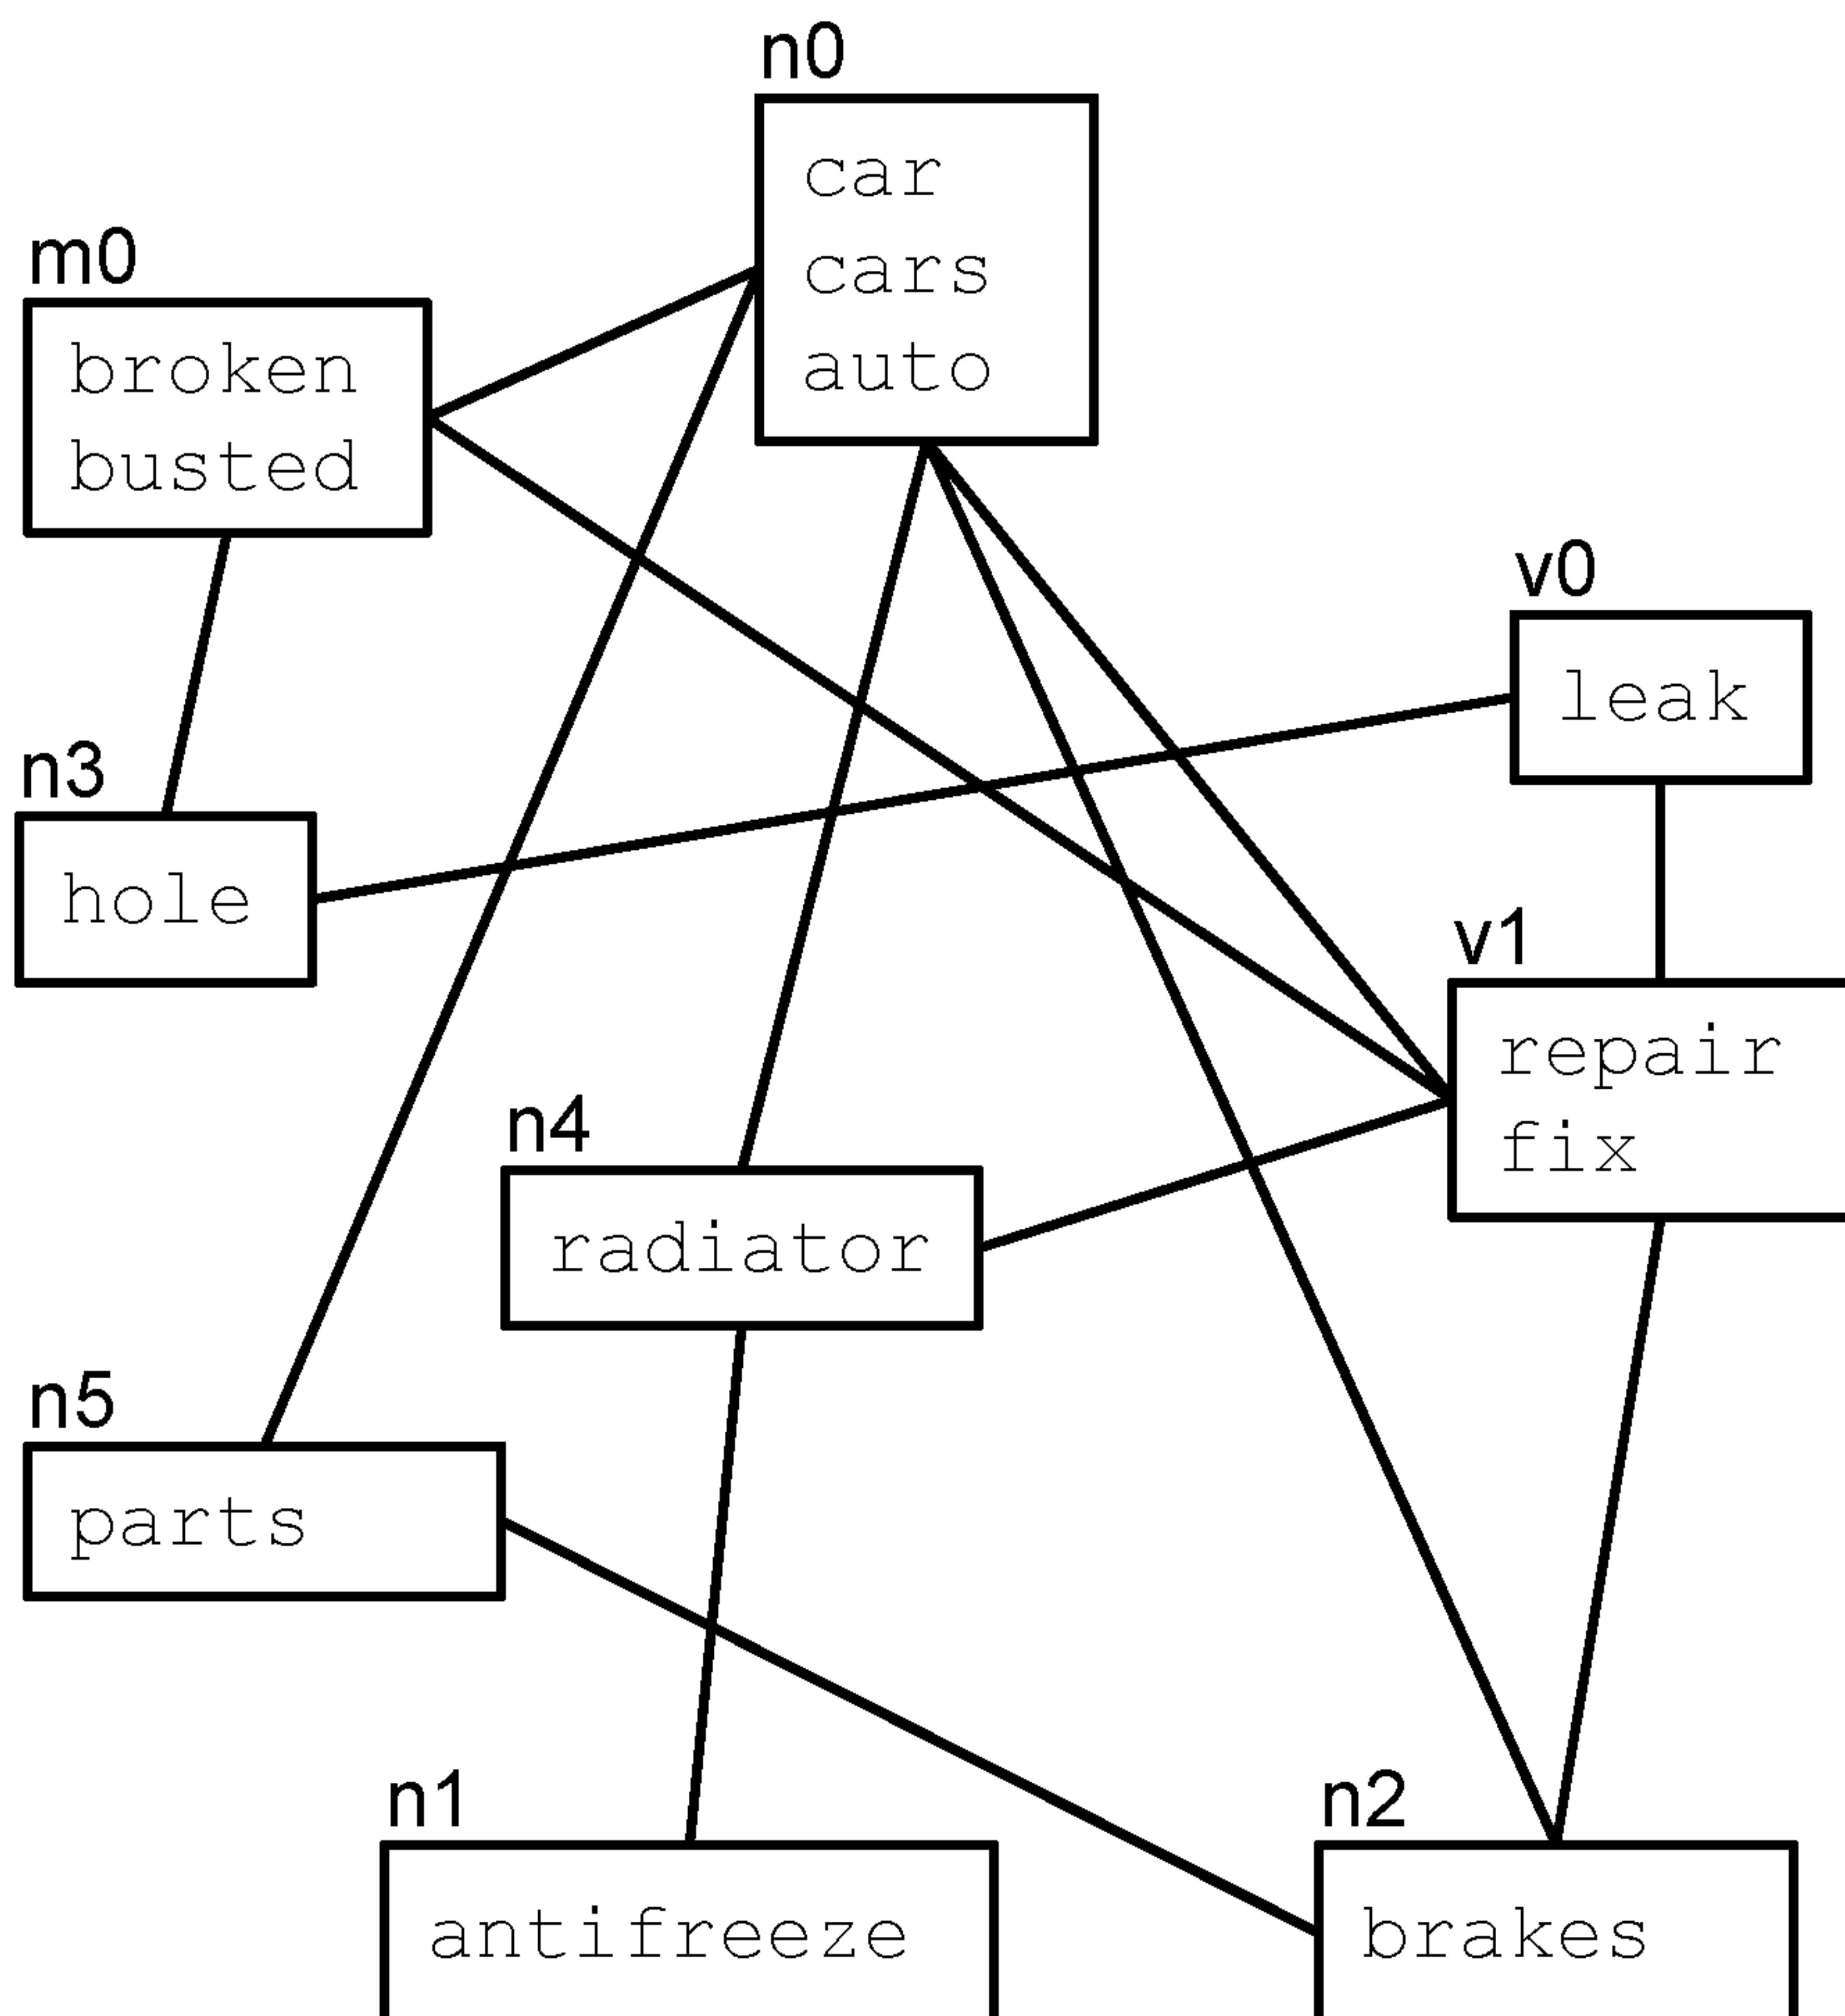 n0
car
cars
auto
m0
broken
busted
v0
leak
n3
hole
v1
repair
fix
n4
radiator
n5
parts
n1
antifreeze
n2
brakes